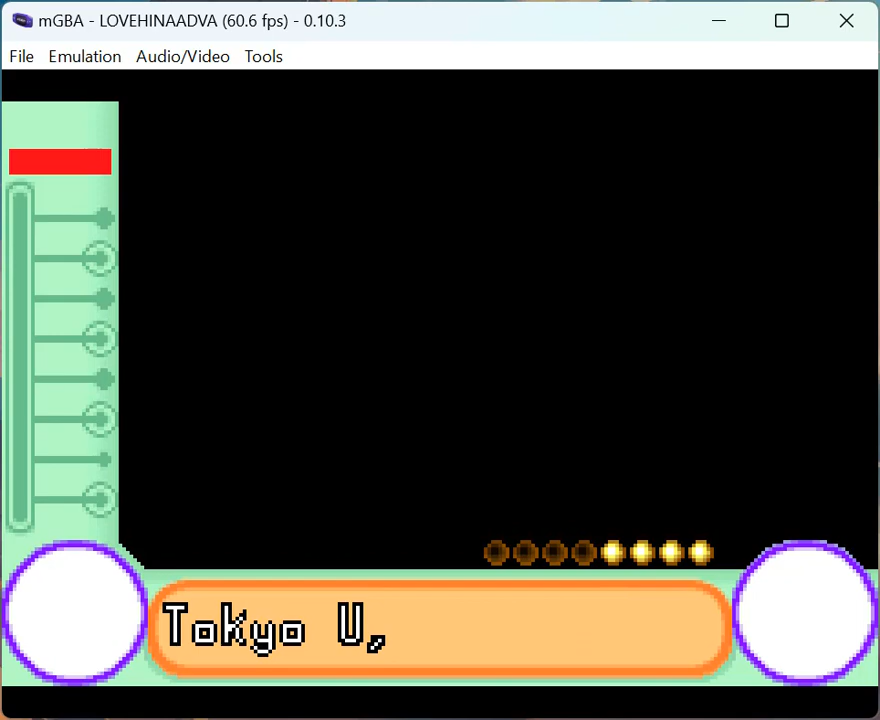 mGBA - LOVEHINAADVA (60.6 fps) - 0.10.3
File Emulation Audio/Video Tools
Tokyo U,